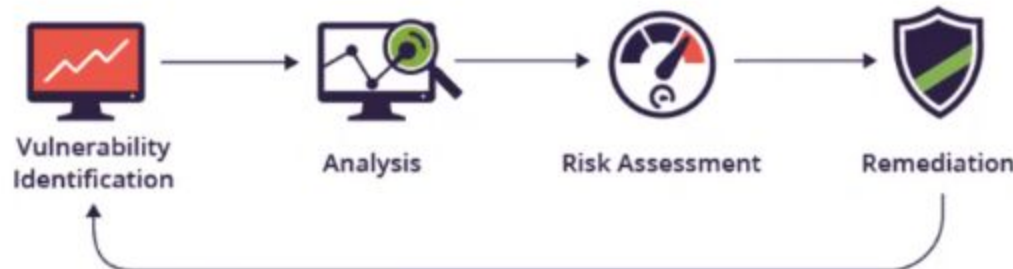 Vulnerability
Identification
Analysis
Risk Assessment
Remediation